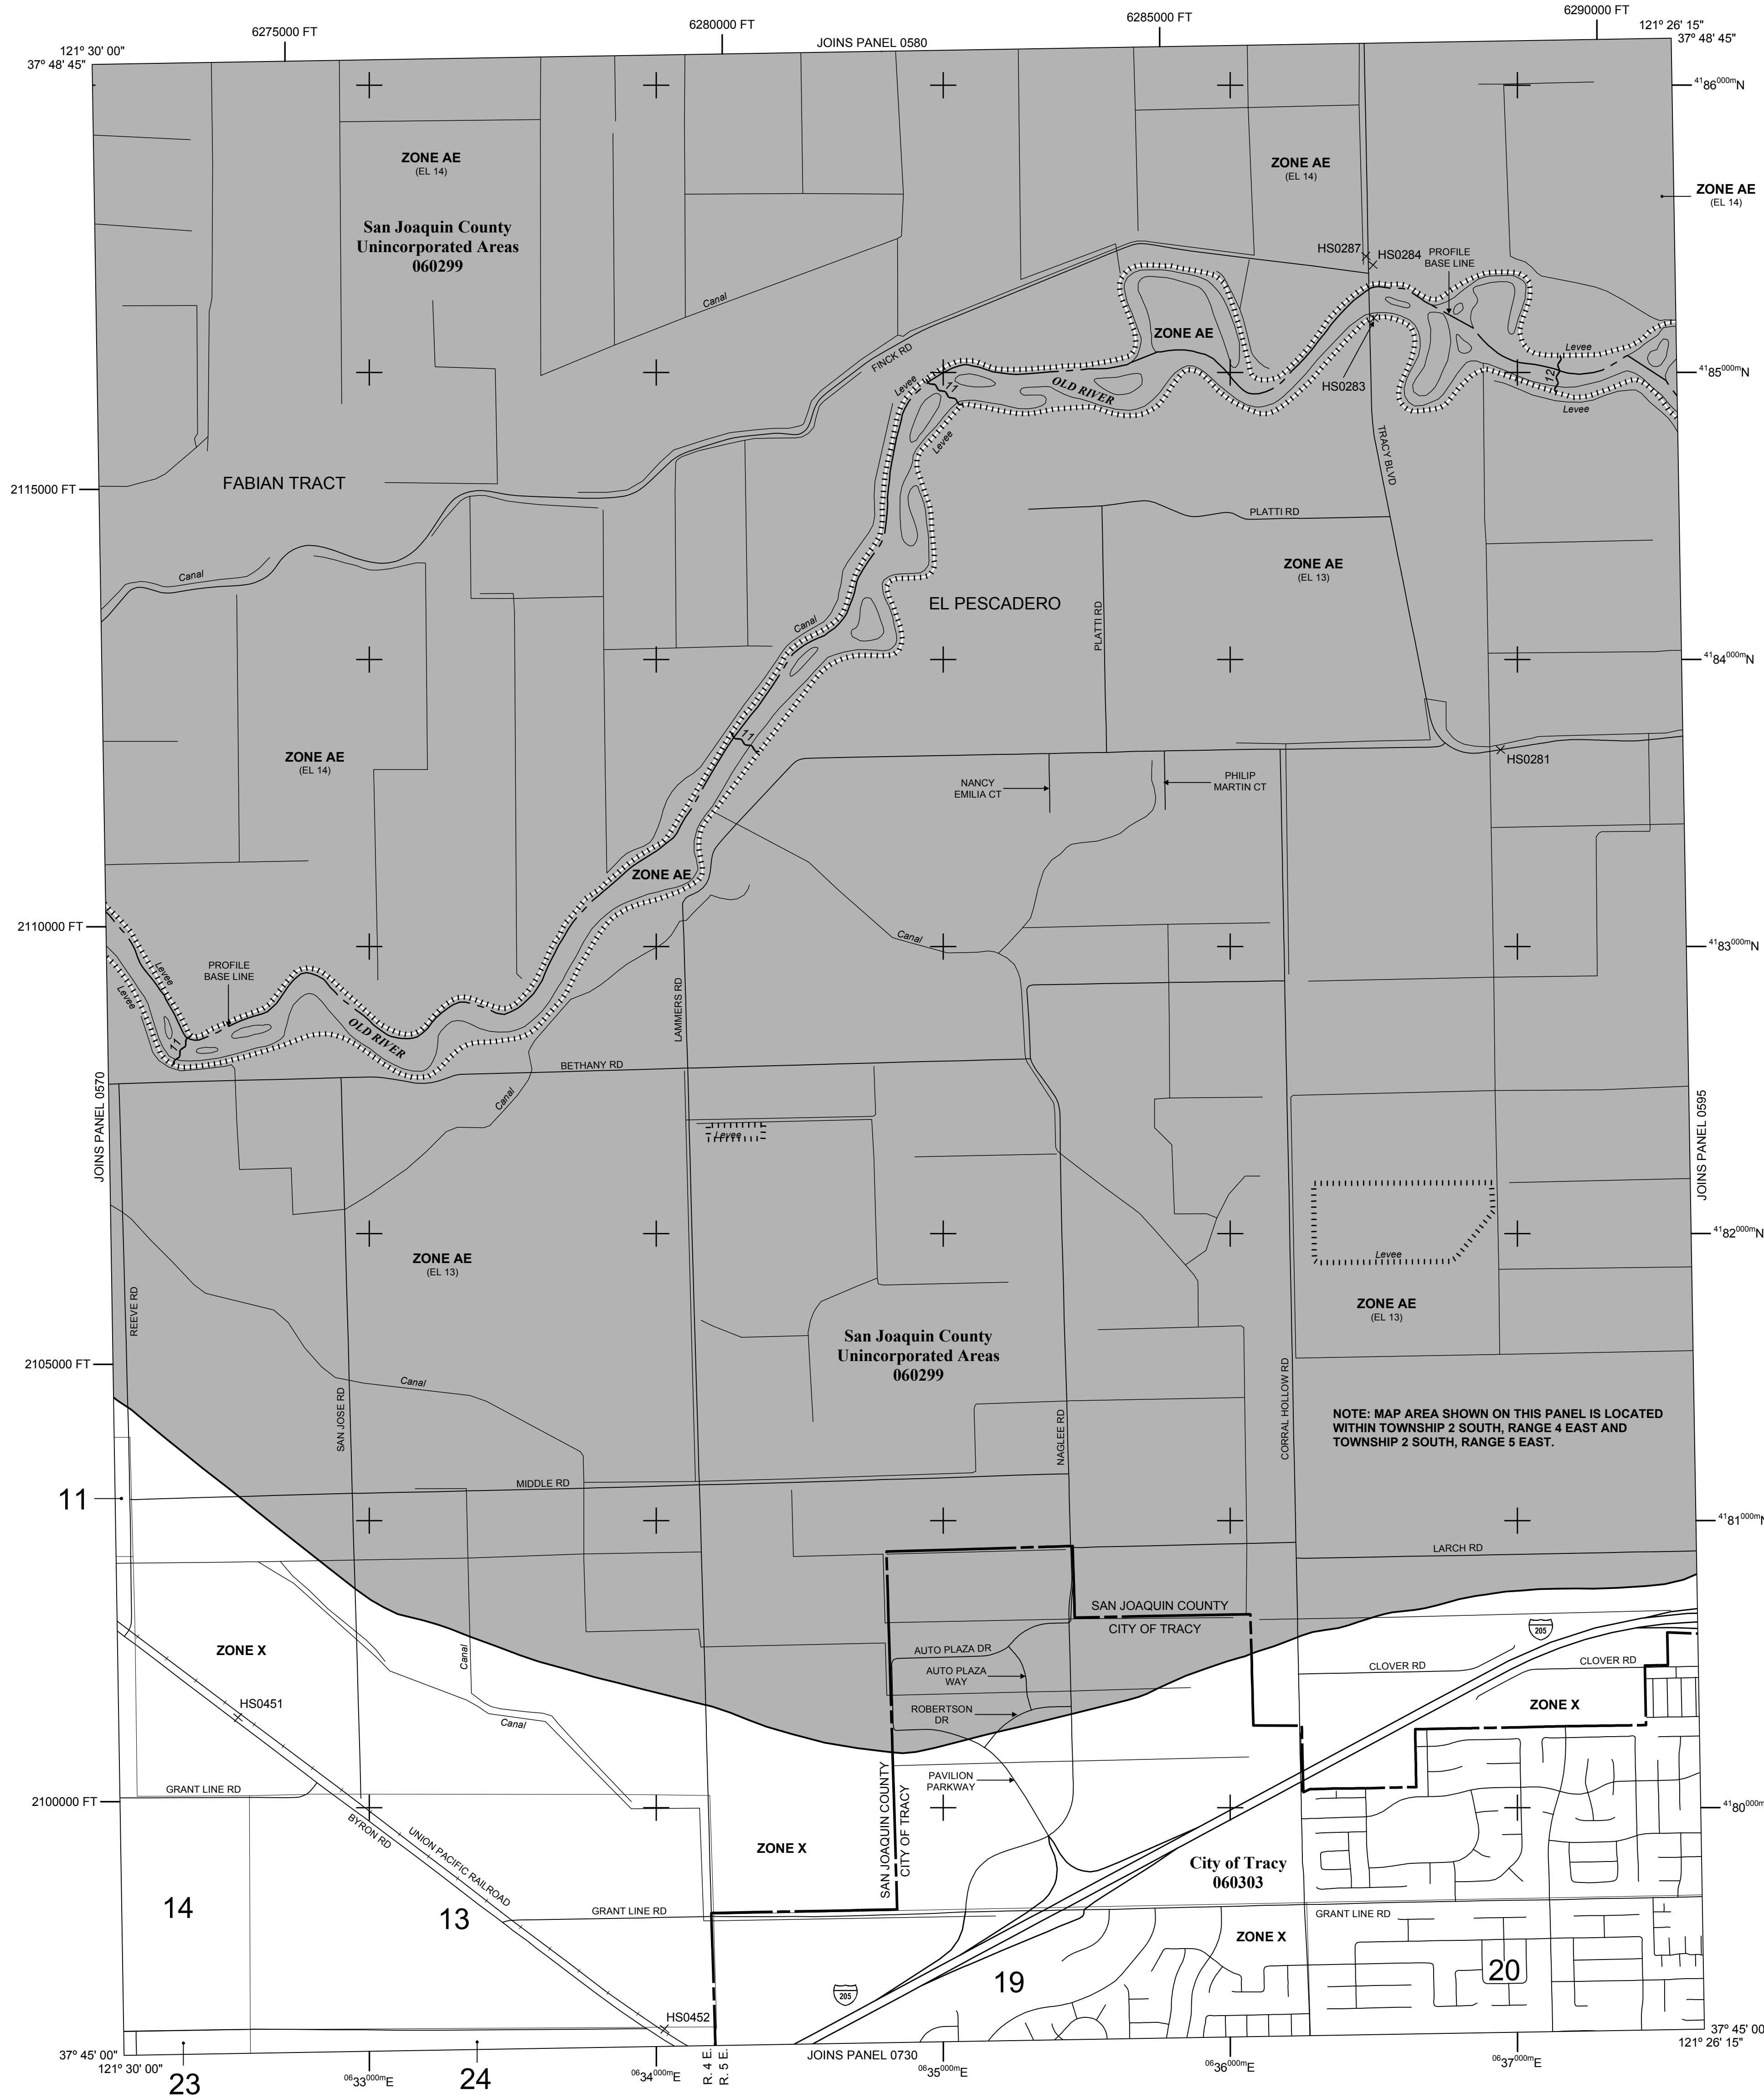 6275000 FT
6280000 FT
6285000 FT
6290000 FT
121° 30' 00"
JOINS PANEL 0580
121° 26' 15"
37° 48' 45"
37° 48' 45"
4186000mN
ZONE AE
(EL 14)
ZONE AE
(EL 14)
ZONE AE
(EL 14)
San Joaquin County
Unincorporated Areas
060299
HS0287
HS0284
PROFILE
BASE LINE
Canal
ZONE AE
FINCK RD
Levee
11
OLD RIVER
HS0283
Levee
12
Levee
4185000mN
Levee
TRACY BLVD
FABIAN TRACT
2115000 FT
PLATTI RD
ZONE AE
(EL 13)
Canal
EL PESCADERO
PLATTI RD
Canal
4184000mN
11
ZONE AE
(EL 14)
HS0281
NANCY
EMILIA CT
PHILIP
MARTIN CT
ZONE AE
2110000 FT
Canal
4183000mN
Levee
Levee
PROFILE
BASE LINE
11
OLD RIVER
LAMMERS RD
BETHANY RD
Canal
JOINS PANEL 0570
JOINS PANEL 0595
Levee
4182000mN
Levee
ZONE AE
(EL 13)
REEVE RD
ZONE AE
(EL 13)
San Joaquin County
Unincorporated Areas
060299
2105000 FT
Canal
SAN JOSE RD
NAGLEE RD
CORRAL HOLLOW RD
NOTE: MAP AREA SHOWN ON THIS PANEL IS LOCATED
WITHIN TOWNSHIP 2 SOUTH, RANGE 4 EAST AND
TOWNSHIP 2 SOUTH, RANGE 5 EAST.
MIDDLE RD
11
4181000mN
LARCH RD
SAN JOAQUIN COUNTY
CITY OF TRACY
205
ZONE X
Canal
AUTO PLAZA DR
AUTO PLAZA
WAY
CLOVER RD
CLOVER RD
HS0451
ROBERTSON
DR
ZONE X
Canal
PAVILION
PARKWAY
GRANT LINE RD
2100000 FT
4180000m
BYRON RD
UNION PACIFIC RAILROAD
SAN JOAQUIN COUNTY
CITY OF TRACY
ZONE X
City of Tracy
060303
14
13
GRANT LINE RD
GRANT LINE RD
ZONE X
19
20
205
HS0452
37° 45' 00"
121° 30' 00"
23
0633000mE
24
0634000mE
R. 4 E.
R. 5 E.
JOINS PANEL 0730
0635000mE
0636000mE
0637000mE
37° 45' 00"
121° 26' 15"